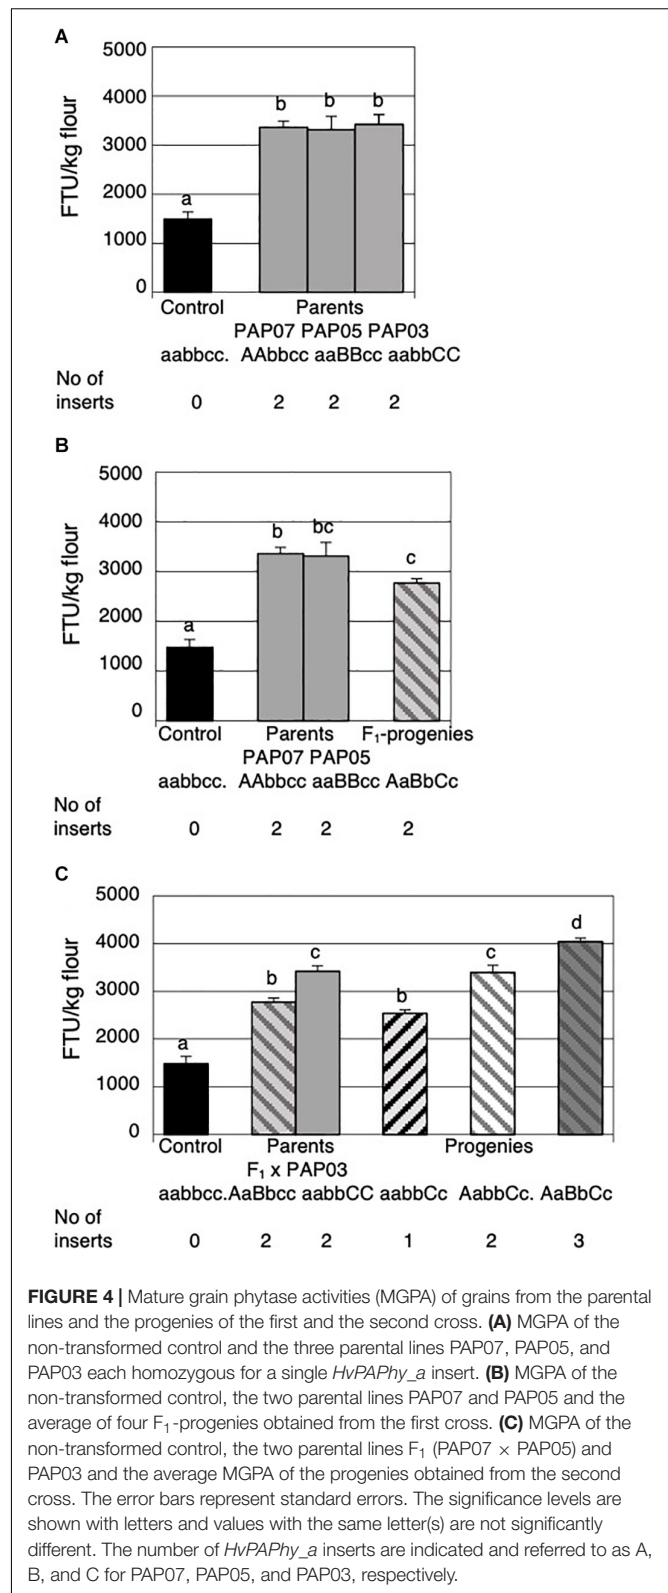 A
5000
4000
3000
2000
1000
0
FTU/kg flour
a
b b b
Control Parents
PAP07 PAP05 PAP03
aabbcc. AAbbcc aaBBcc aabbCC
No of
inserts 0 2 2 2
B
5000
4000
3000
2000
1000
0
FTU/kg flour
a
b bc c
Control Parents F₁-progenies
PAP07 PAP05
aabbcc. AAbbcc aaBBcc AaBbCc
No of
inserts 0 2 2 2
C
5000
4000
3000
2000
1000
0
FTU/kg flour
a b c b c d
Control Parents Progenies
F₁ x PAP03
aabbcc. AaBbcc aabbCC aabbCc AabbCc. AaBbCc
No of
inserts 0 2 2 1 2 3
FIGURE 4 | Mature grain phytase activities (MGPA) of grains from the parental
lines and the progenies of the first and the second cross. (A) MGPA of the
non-transformed control and the three parental lines PAP07, PAP05, and
PAP03 each homozygous for a single HvPAPhy_a insert. (B) MGPA of the
non-transformed control, the two parental lines PAP07 and PAP05 and the
average of four F₁-progenies obtained from the first cross. (C) MGPA of the
non-transformed control, the two parental lines F₁ (PAP07 × PAP05) and
PAP03 and the average MGPA of the progenies obtained from the second
cross. The error bars represent standard errors. The significance levels are
shown with letters and values with the same letter(s) are not significantly
different. The number of HvPAPhy_a inserts are indicated and referred to as A,
B, and C for PAP07, PAP05, and PAP03, respectively.